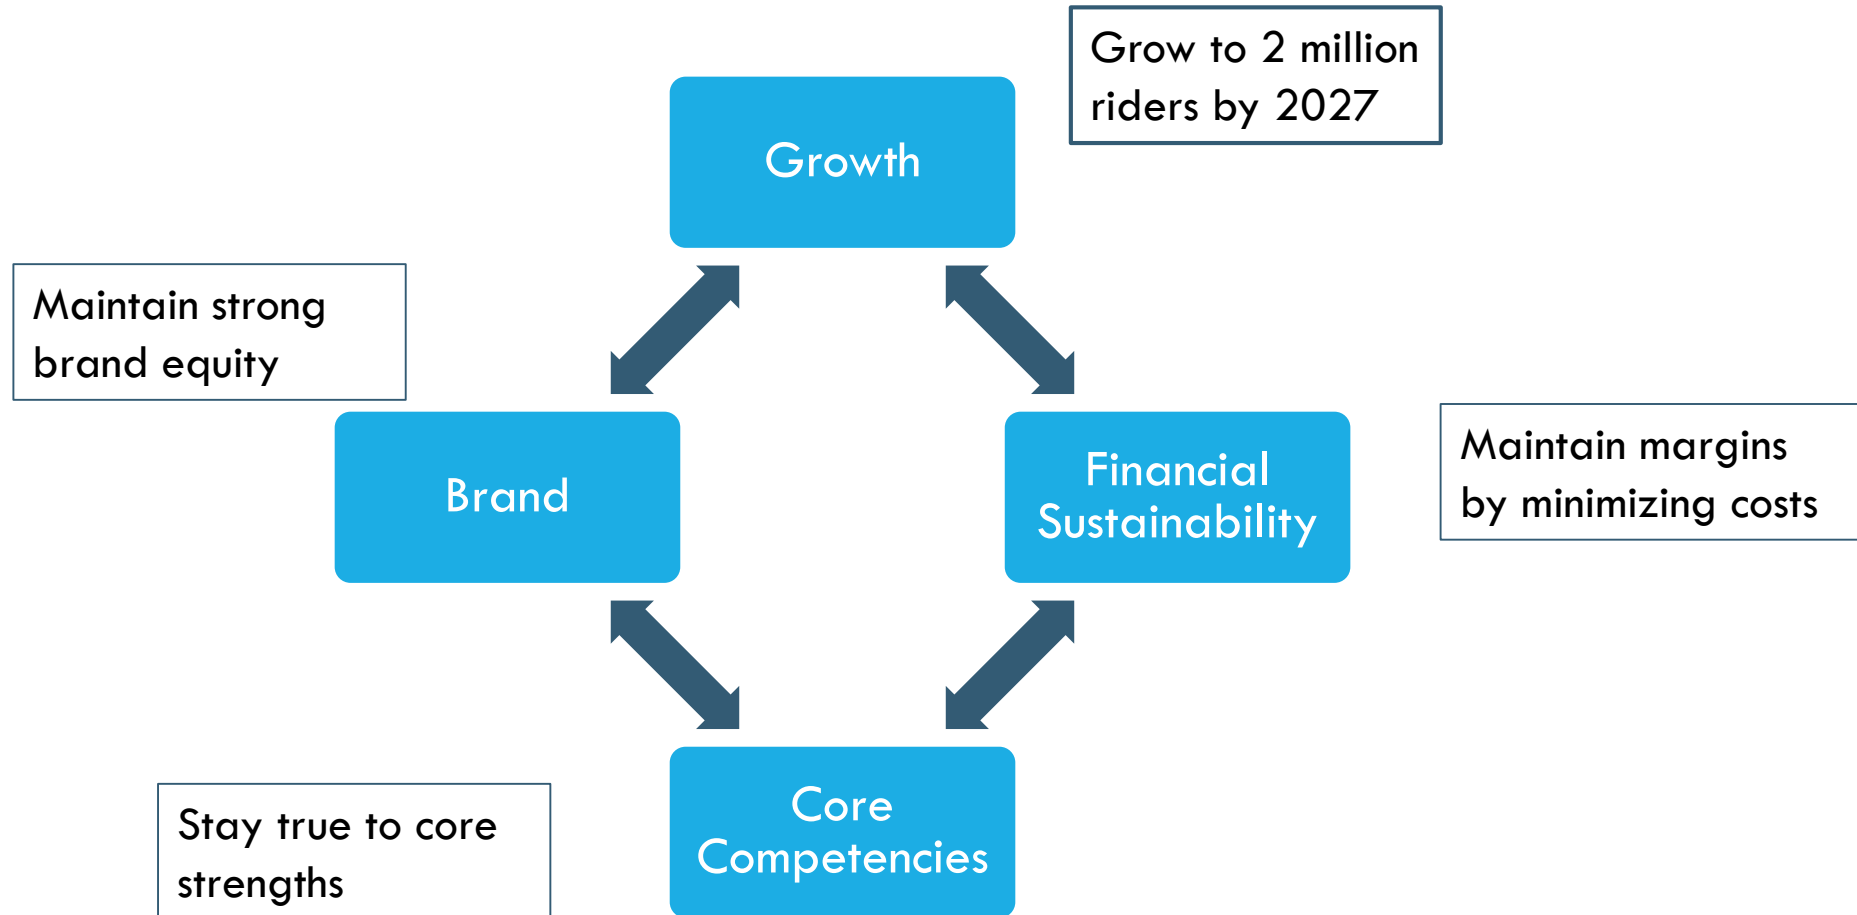 Grow to 2 million
riders by 2027
Growth
Maintain strong
brand equity
Brand
Financial
Sustainability
Maintain margins
by minimizing costs
Core
Competencies
Stay true to core
strengths